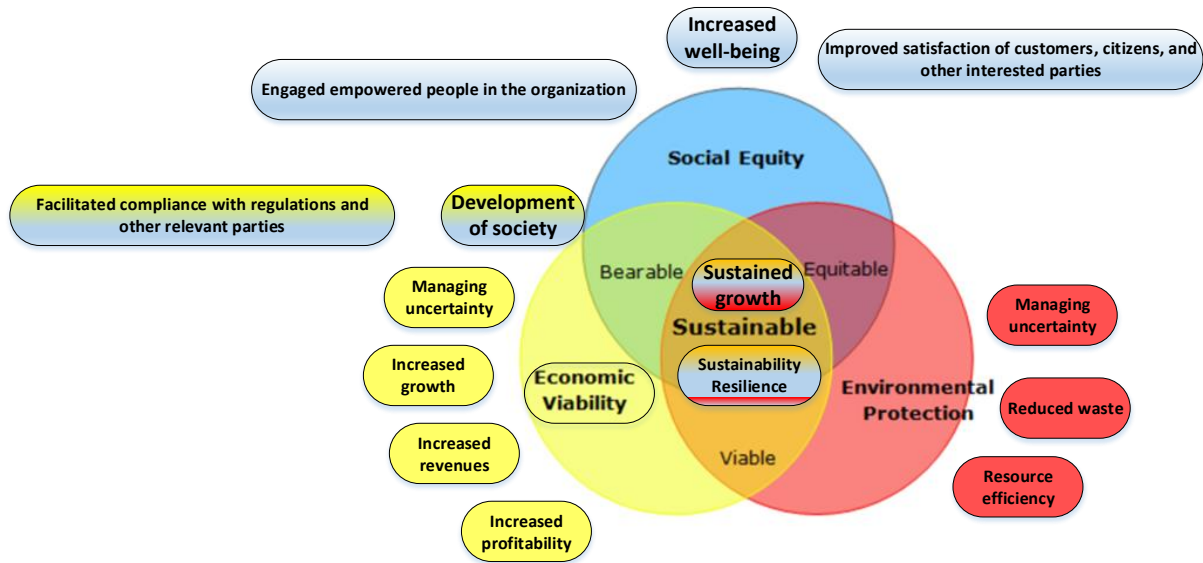 Increased
well-being
Improved satisfaction of customers, citizens, and
other interested parties
Engaged empowered people in the organization
Social Equity
Facilitated compliance with regulations and
other relevant parties
Development
of society
Bearable
Sustained
growth
Equitable
Managing
uncertainty
Managing
uncertainty
Sustainable
Increased
growth
Economic
Viability
Sustainability
Resilience
Environmental
Protection
Reduced waste
Increased
revenues
Viable
Resource
efficiency
Increased
profitability